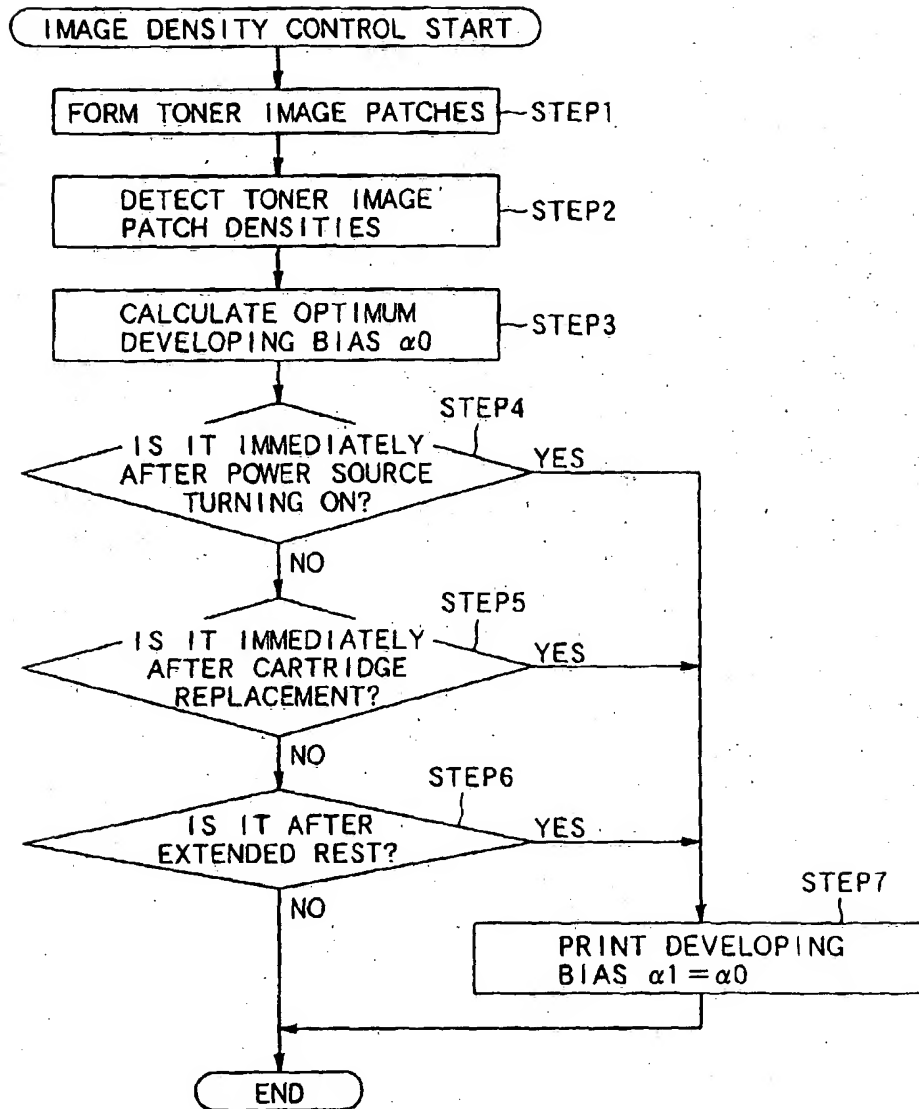 IMAGE DENSITY CONTROL START
FORM TONER IMAGE PATCHES
STEP1
DETECT TONER IMAGE
PATCH DENSITIES
STEP2
CALCULATE OPTIMUM
DEVELOPING BIAS α0
STEP3
STEP4
IS IT IMMEDIATELY
AFTER POWER SOURCE
TURNING ON?
YES
NO
STEP5
IS IT IMMEDIATELY
AFTER CARTRIDGE
REPLACEMENT?
YES
NO
STEP6
IS IT AFTER
EXTENDED REST?
YES
NO
STEP7
PRINT DEVELOPING
BIAS α1=α0
END